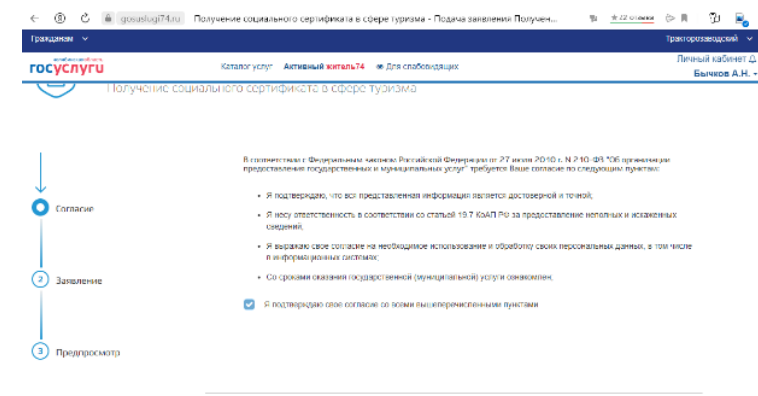 gosuslugi74.ru Получение социального сертификата в сфере туризма - Подача заявления Получен...
Гражданам Тракторозаводский
госуслуги Каталог услуг Активный житель74 Для слабовидящих Личный кабинет
Бычков А.Н.
Получение социального сертификата в сфере туризма
В соответствии с Федеральным законом Российской Федерации от 27 июля 2010 г. N 210-ФЗ "Об организации
предоставления государственных и муниципальных услуг" требуется Ваше согласие по следующим пунктам:
• Я подтверждаю, что вся представленная информация является достоверной и точной;
• Я несу ответственность в соответствии со статьей 19.7 КоАП РФ за предоставление неполных и искаженных
сведений;
• Я выражаю свое согласие на необходимое использование и обработку своих персональных данных, в том числе
в информационных системах;
• Со сроками оказания государственной (муниципальной) услуги ознакомлен;
Я подтверждаю свое согласие со всеми вышеперечисленными пунктами
Согласие
2 Заявление
3 Предпросмотр